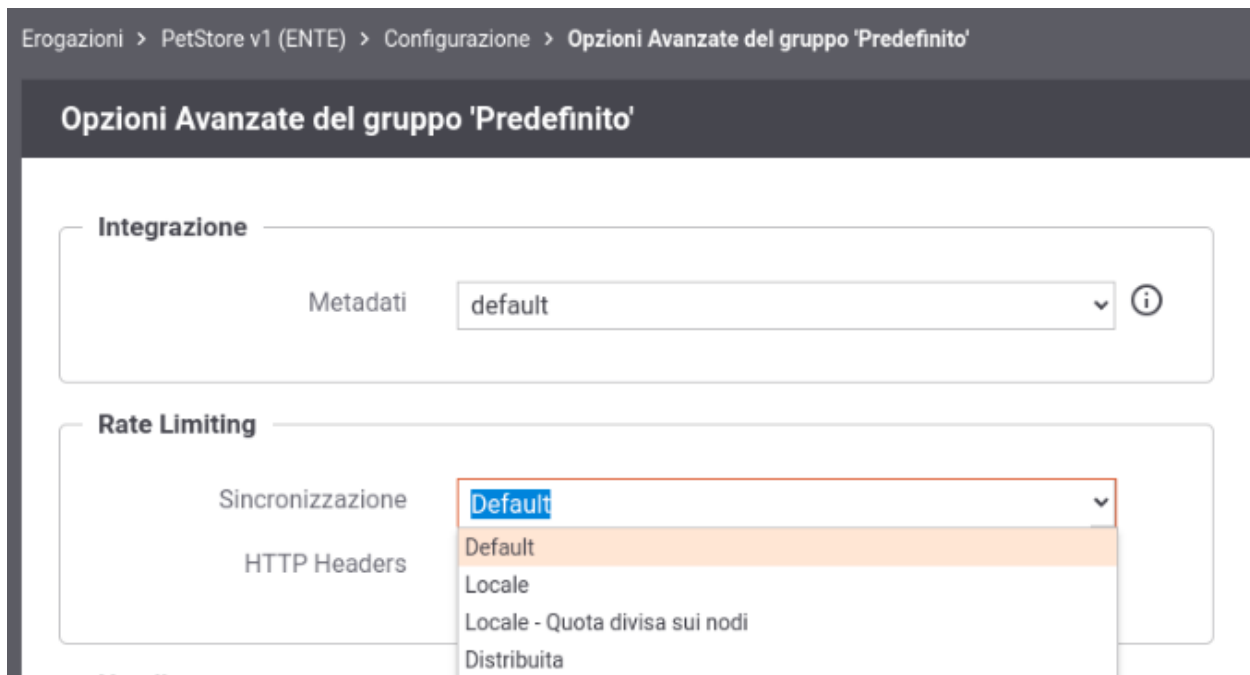 Erogazioni > PetStore v1 (ENTE) > Configurazione > Opzioni Avanzate del gruppo 'Predefinito'
Opzioni Avanzate del gruppo 'Predefinito'
Integrazione
Metadati default
Rate Limiting
Sincronizzazione Default
Default
HTTP Headers
Locale
Locale - Quota divisa sui nodi
Distribuita